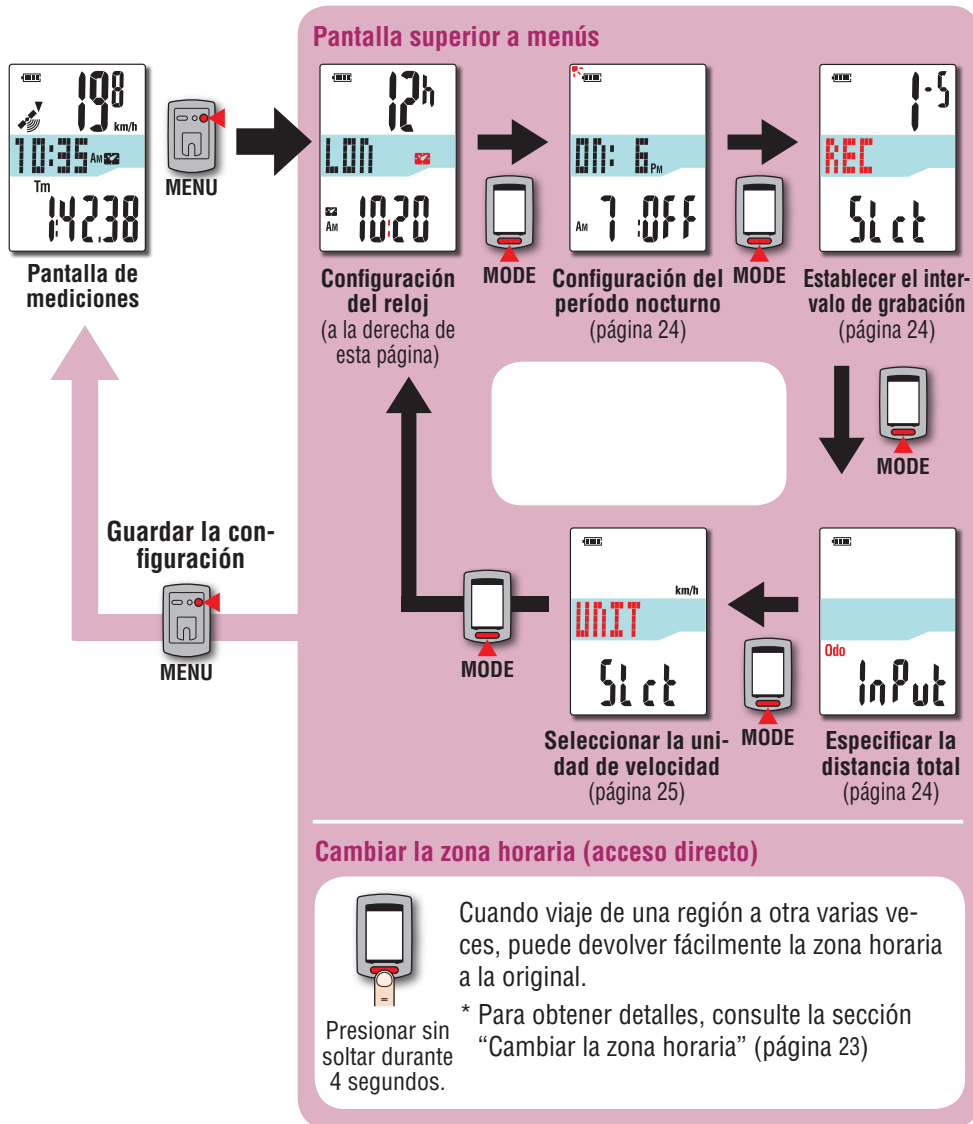 Pantalla superior a menús
19 8
km/h
10:35 AM
Tm
1:42.38
MENU
12h
LON
AM 10:20
MODE
ON: 6 PM
AM 7 :OFF
MODE
1-S
REC
SLct
Pantalla de
mediciones
Configuración
del reloj
(a la derecha de
esta página)
Configuración del
período nocturno
(página 24)
Establecer el inter-
valo de grabación
(página 24)
MODE
Guardar la con-
figuración
MENU
MODE
km/h
UNIT
SLct
MODE
Odo
InPut
Seleccionar la uni-
dad de velocidad
(página 25)
Especificar la
distancia total
(página 24)
Cambiar la zona horaria (acceso directo)
Presionar sin
soltar durante
4 segundos.
Cuando viaje de una región a otra varias ve-
ces, puede devolver fácilmente la zona horaria
a la original.
* Para obtener detalles, consulte la sección
“Cambiar la zona horaria” (página 23)